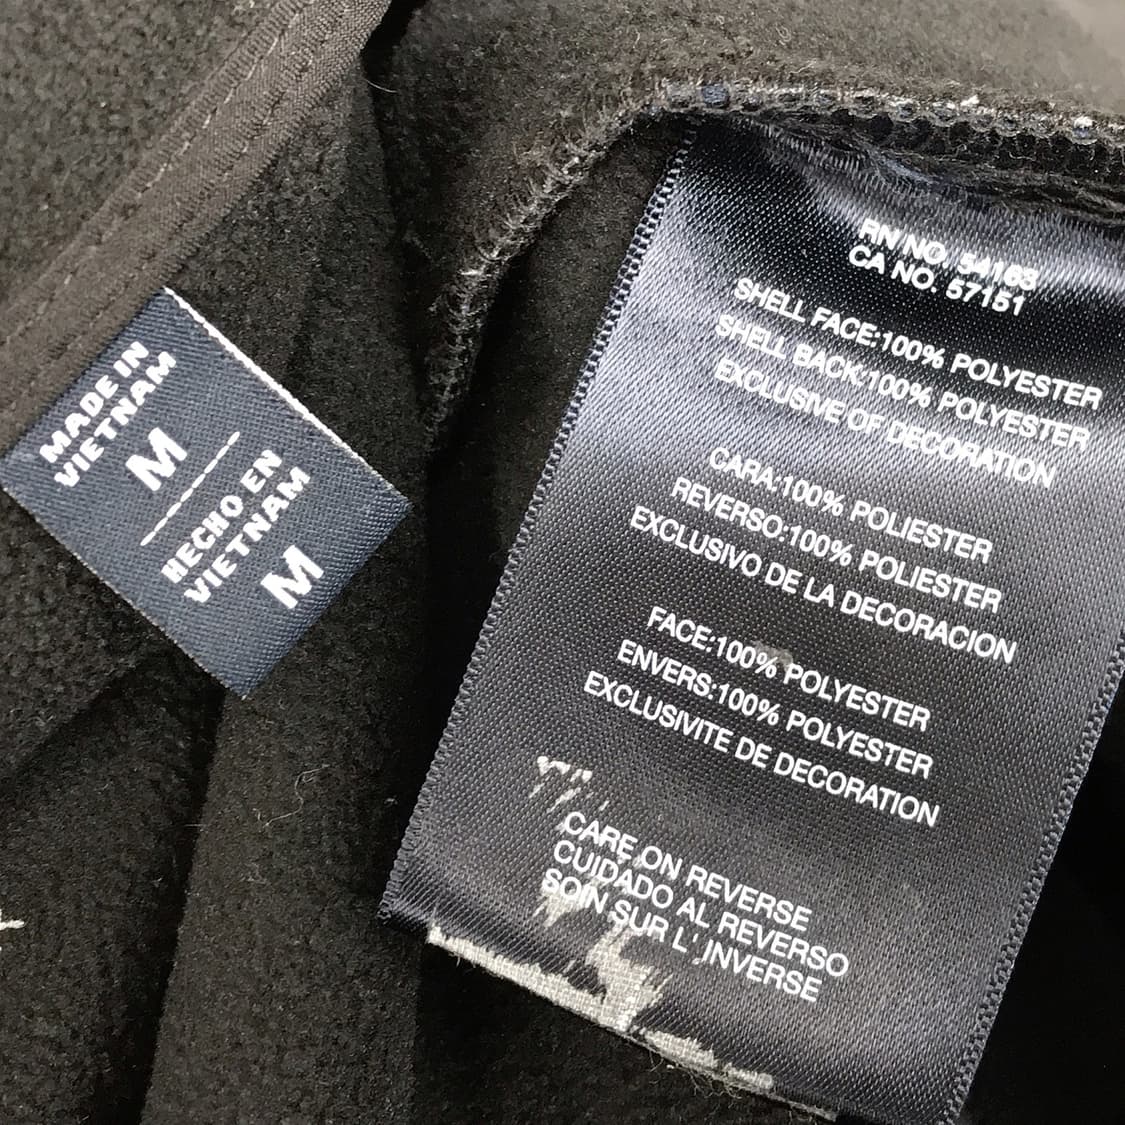 MADE IN
VIETNAM
M
HECHO EN
VIETNAM
M
RN NO. 54163
CA NO. 57151
SHELL FACE:100% POLYESTER
SHELL BACK:100% POLYESTER
EXCLUSIVE OF DECORATION
CARA:100% POLIESTER
REVERSO:100% POLIESTER
EXCLUSIVO DE LA DECORACION
FACE:100% POLYESTER
ENVERS:100% POLYESTER
EXCLUSIVITE DE DECORATION
CARE ON REVERSE
CUIDADO AL REVERSO
SOIN SUR L' INVERSE